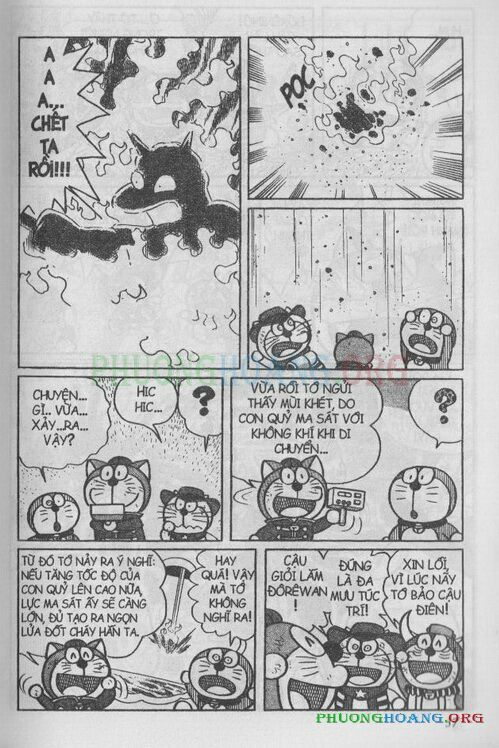 A
A
A...
CHẾT
TA
RỒI!!!
POC
PHUONGHOANG.ORG
CHUYỆN...
GÌ... VỪA...
XẢY...RA...
VẬY?
HIC
HIC...
?
VỪA RỒI TỚ NGỬI
THẤY MÙI KHÉT, DO
CON QUỶ MA SÁT VỚI
KHÔNG KHÍ KHI DI
CHUYỂN...
?
TỪ ĐÓ TỚ NẢY RA Ý NGHĨ:
NẾU TĂNG TỐC ĐỘ CỦA
CON QUỶ LÊN CAO NỮA
LỰC MA SÁT ẤY SẼ CÀNG
LỚN, ĐỦ TẠO RA NGỌN
LỬA ĐỐT CHÁY HẮN TA.
HAY
QUÁ! VẬY
MÀ TỚ
KHÔNG
NGHĨ RA!
CẬU
GIỎI LẮM
ĐÔRÊWAN
!
ĐÚNG
LÀ ĐA
MƯU TÚC
TRÍ!
XIN LỖI,
VÌ LÚC NÃY
TỚ BẢO CẬU
ĐIÊN!
PHUONGHOANG.ORG